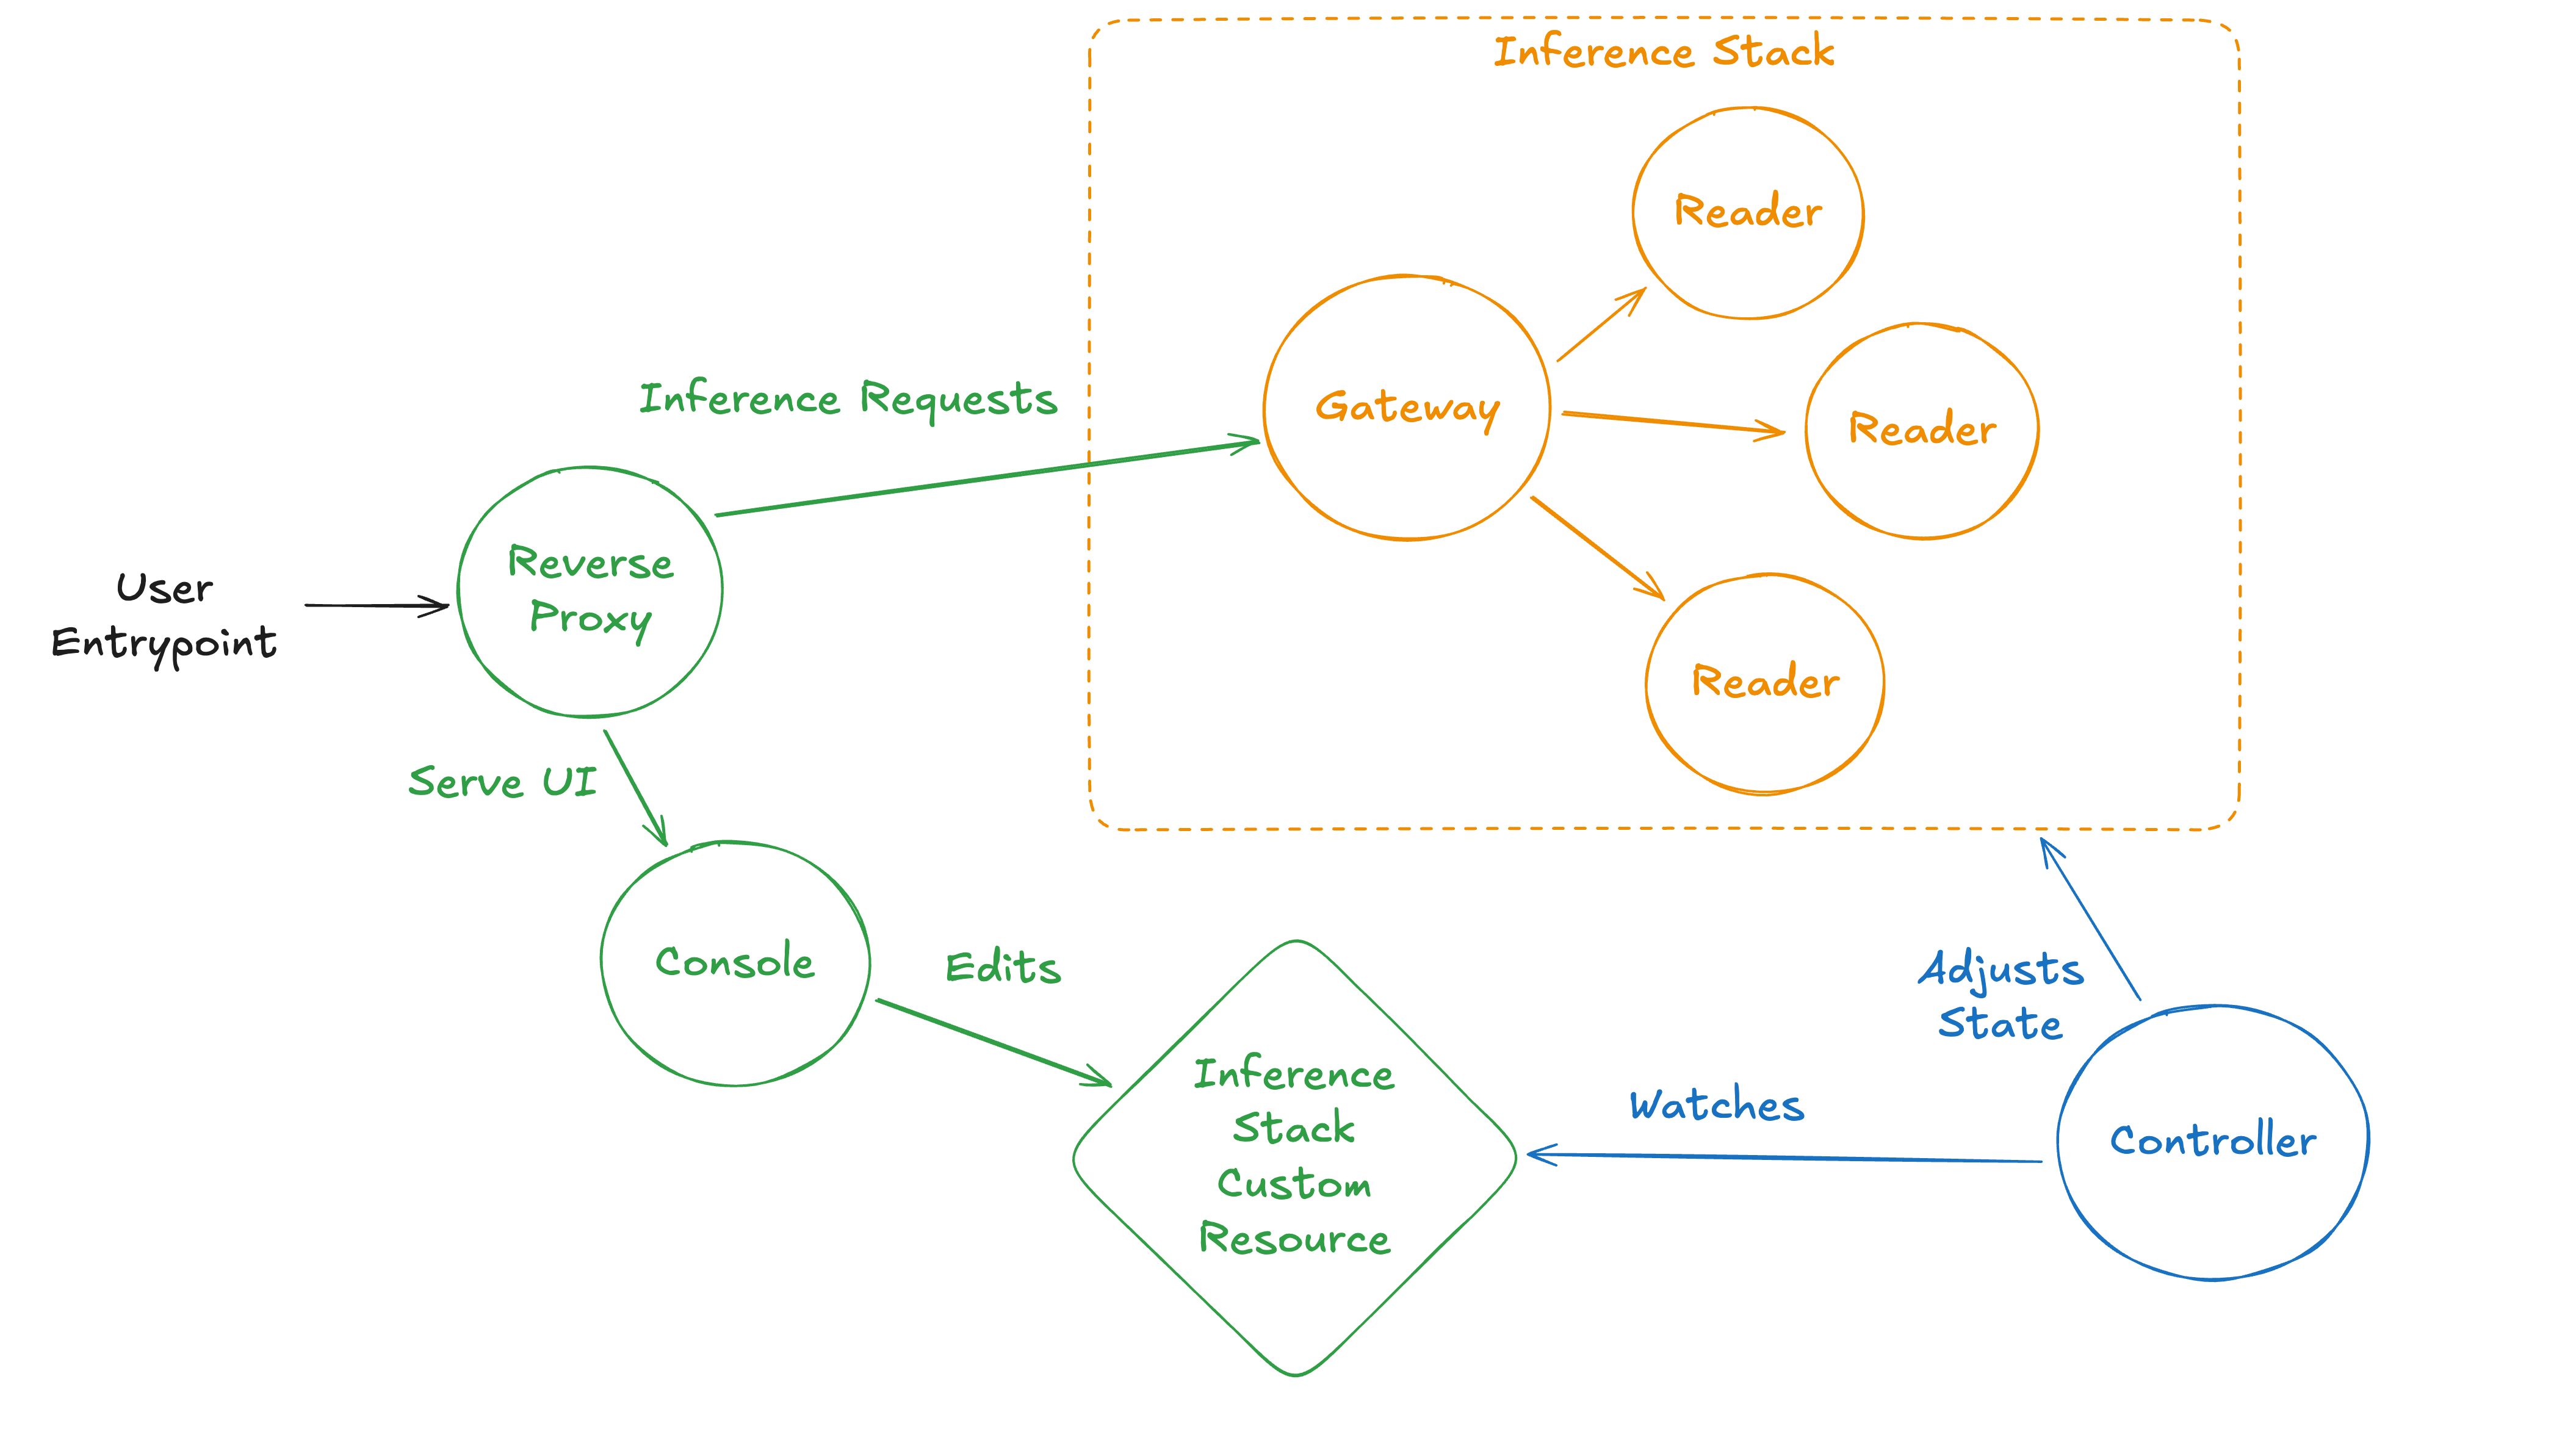 Inference Stack
Reader
Gateway
Reader
Inference Requests
Reverse
Proxy
User
Entrypoint
Reader
Serve UI
Console
Edits
Inference
Stack
Custom
Resource
Adjusts
State
Watches
Controller